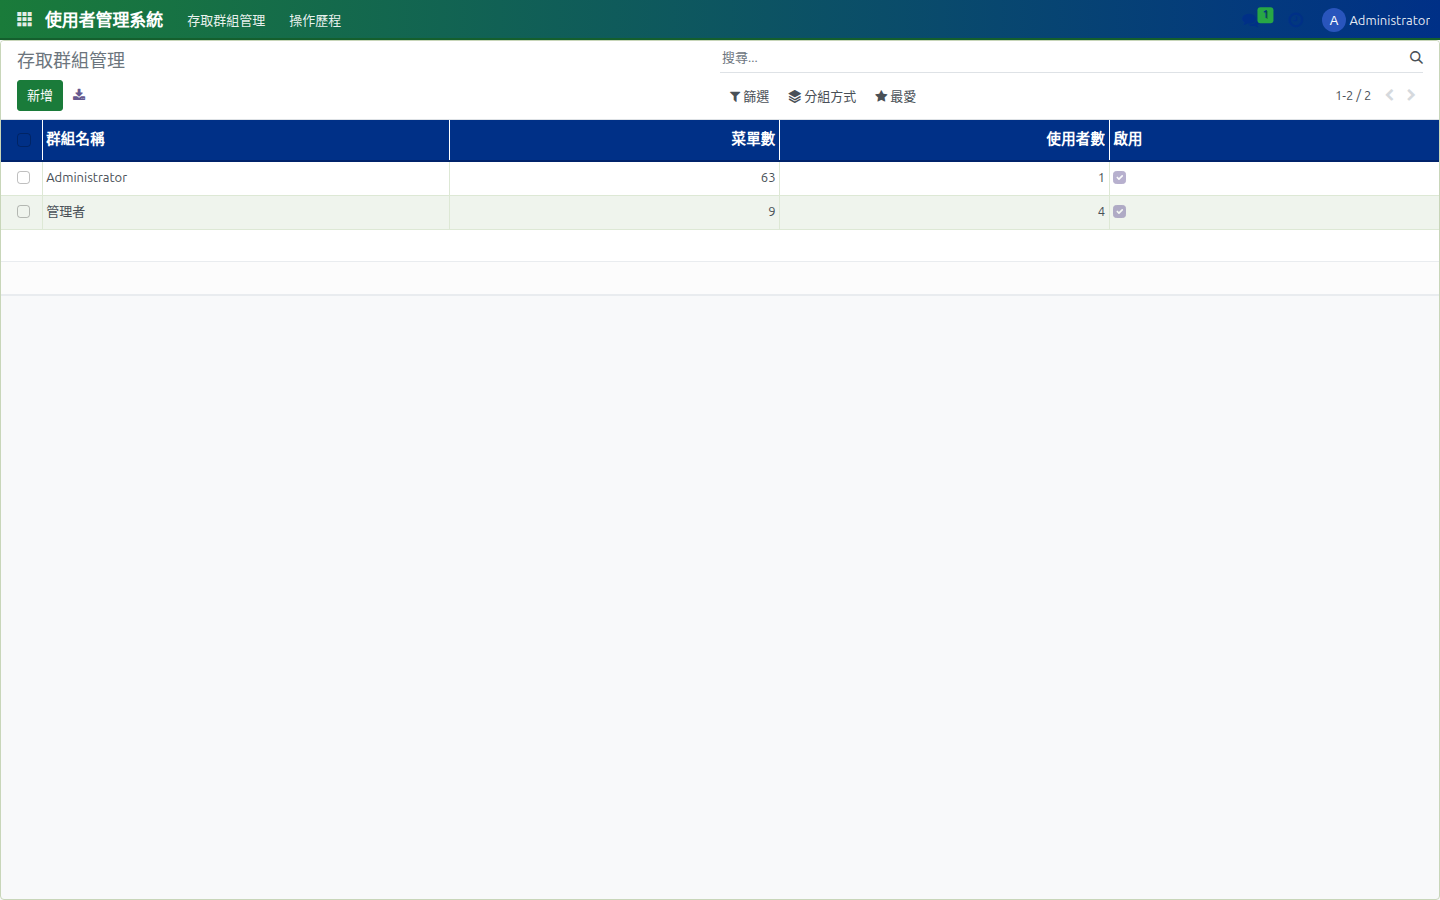 使用者管理系統 存取群組管理 操作歷程 1 A Administrator
存取群組管理 搜尋...
新增 篩選 分組方式 最愛 1-2 / 2
群組名稱 菜單數 使用者數 啟用
Administrator 63 1
管理者 9 4